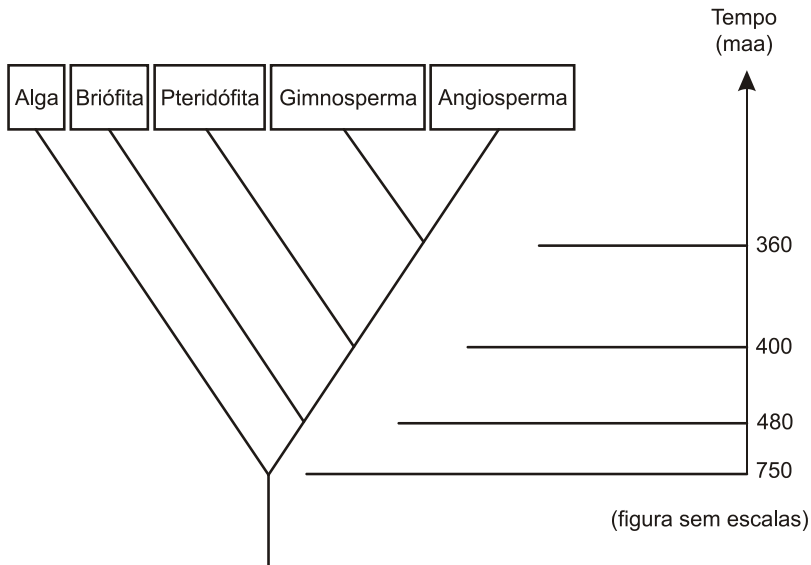 Tempo
(maa)
Alga
Briófita
Pteridófita
Gimnosperma
Angiosperma
360
400
480
750
(figura sem escalas)